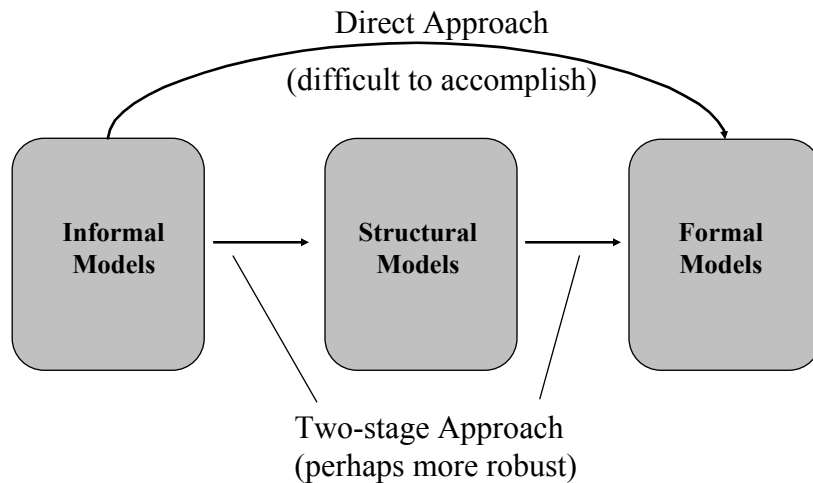 Direct Approach
(difficult to accomplish)
Informal
Models
Structural
Models
Formal
Models
Two-stage Approach
(perhaps more robust)